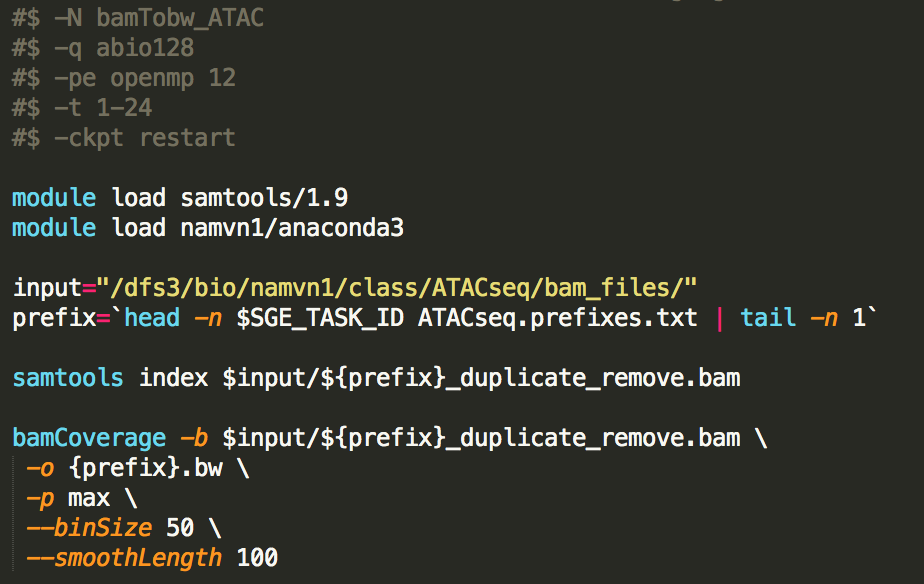 #$ -N bamTobw_ATAC
#$ -q abio128
#$ -pe openmp 12
#$ -t 1-24
#$ -ckpt restart
module load samtools/1.9
module load namvn1/anaconda3
input="/dfs3/bio/namvn1/class/ATACseq/bam_files/"
prefix=`head -n $SGE_TASK_ID ATACseq.prefixes.txt | tail -n 1`
samtools index $input/${prefix}_duplicate_remove.bam
bamCoverage -b $input/${prefix}_duplicate_remove.bam \
-o {prefix}.bw \
-p max \
--binSize 50 \
--smoothLength 100